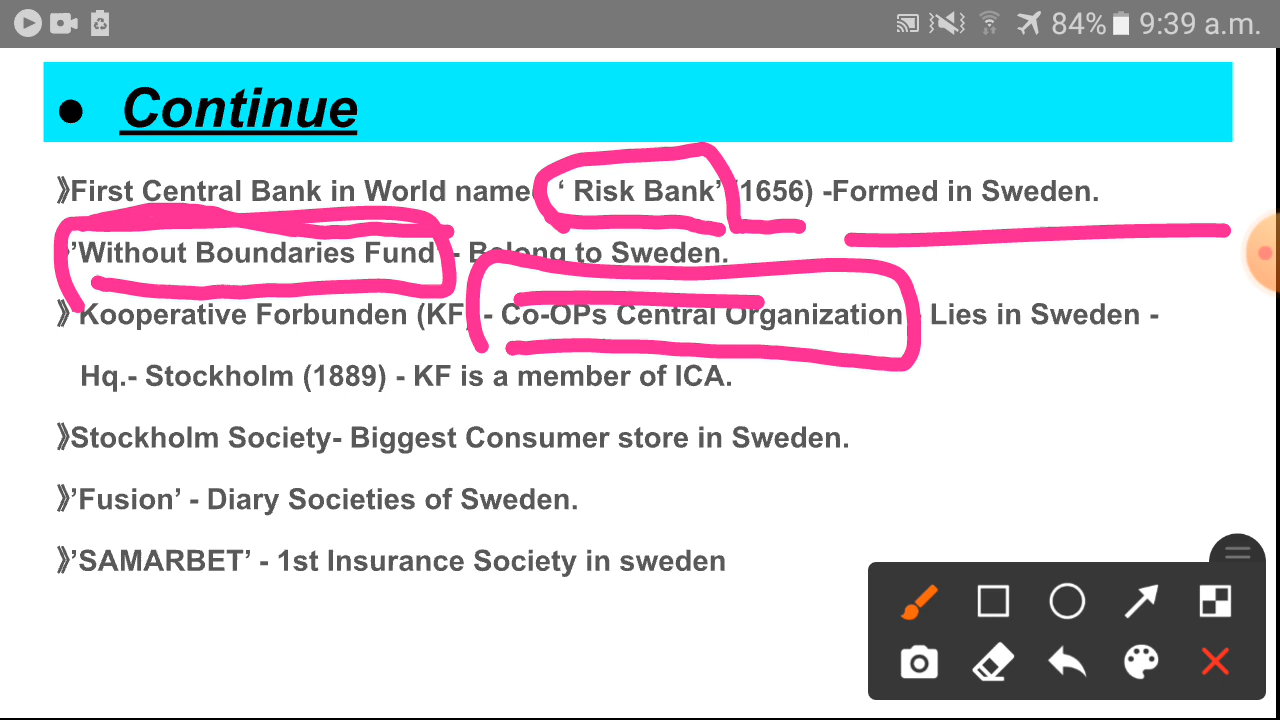 84% 9:39 a.m.
● Continue
》First Central Bank in World named ‘ Risk Bank’ (1656) -Formed in Sweden.
》’Without Boundaries Fund’ - Belong to Sweden.
》Kooperative Forbunden (KF) - Co-OPs Central Organization - Lies in Sweden -
Hq.- Stockholm (1889) - KF is a member of ICA.
》Stockholm Society- Biggest Consumer store in Sweden.
》’Fusion’ - Diary Societies of Sweden.
》’SAMARBET’ - 1st Insurance Society in sweden